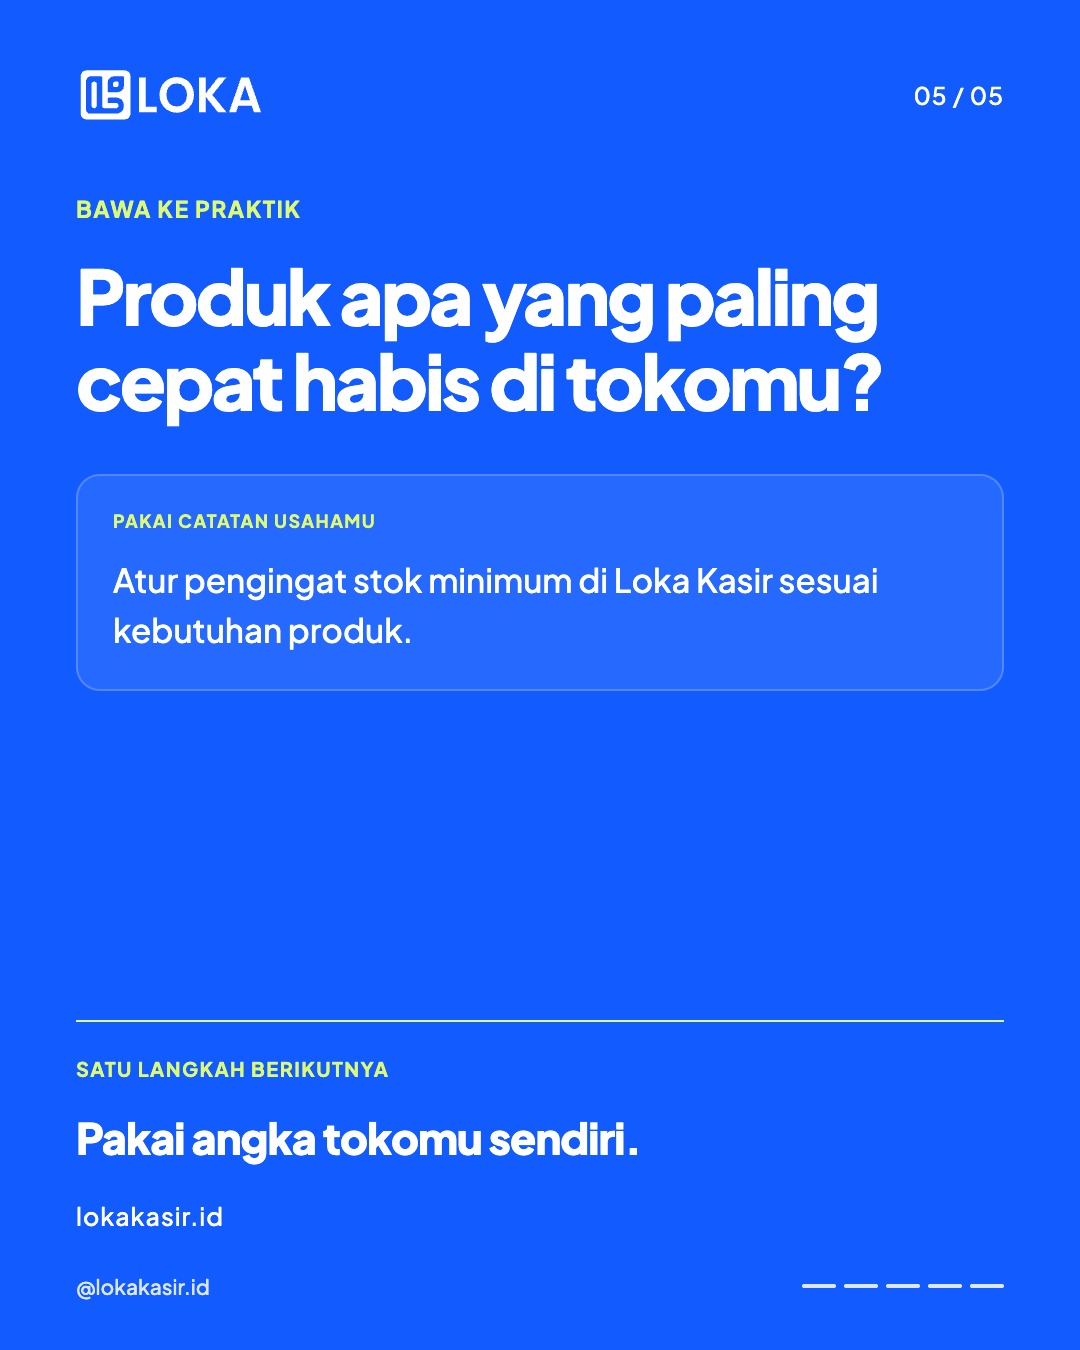 LOKA
05 / 05
BAWA KE PRAKTIK
Produk apa yang paling
cepat habis di tokomu?
PAKAI CATATAN USAHAMU
Atur pengingat stok minimum di Loka Kasir sesuai
kebutuhan produk.
SATU LANGKAH BERIKUTNYA
Pakai angka tokomu sendiri.
lokakasir.id
@lokakasir.id